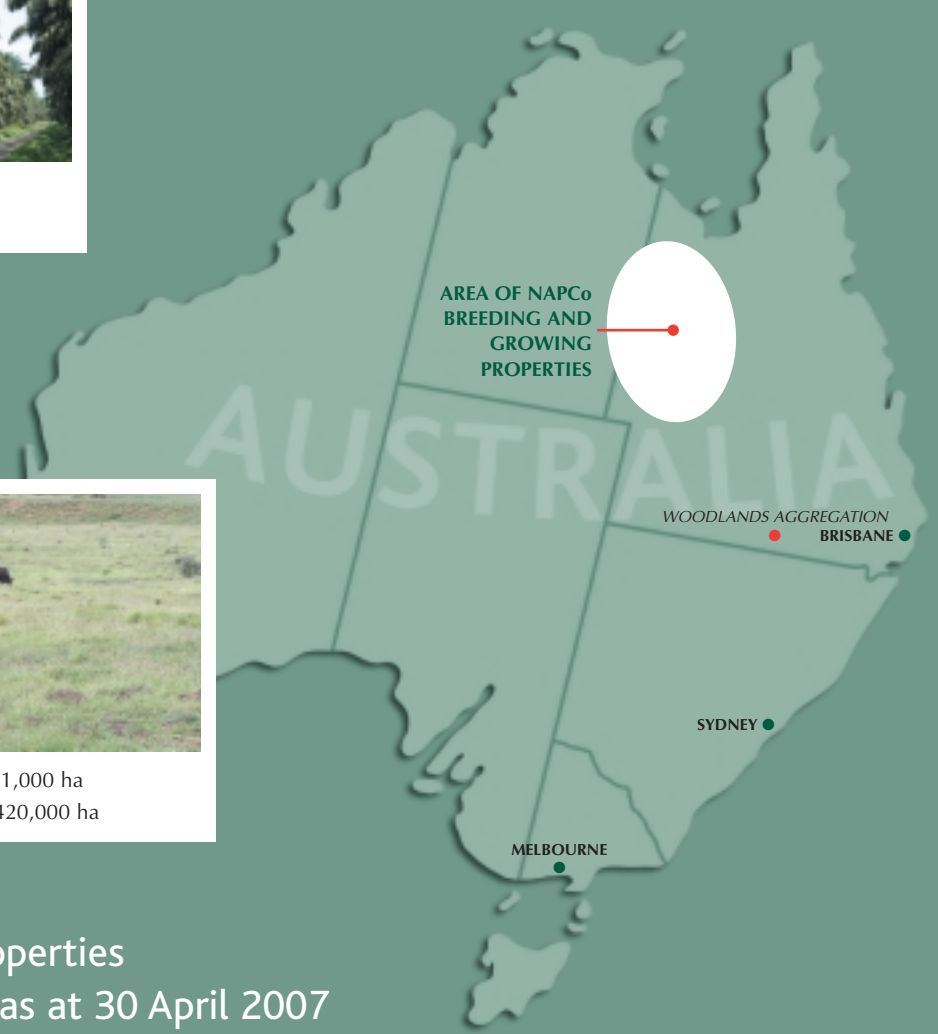 AREA OF NAPCo
BREEDING AND
GROWING
PROPERTIES
AUSTRALIA
WOODLANDS AGGREGATION
BRISBANE
SYDNEY
1,000 ha
420,000 ha
MELBOURNE
operties
as at 30 April 2007